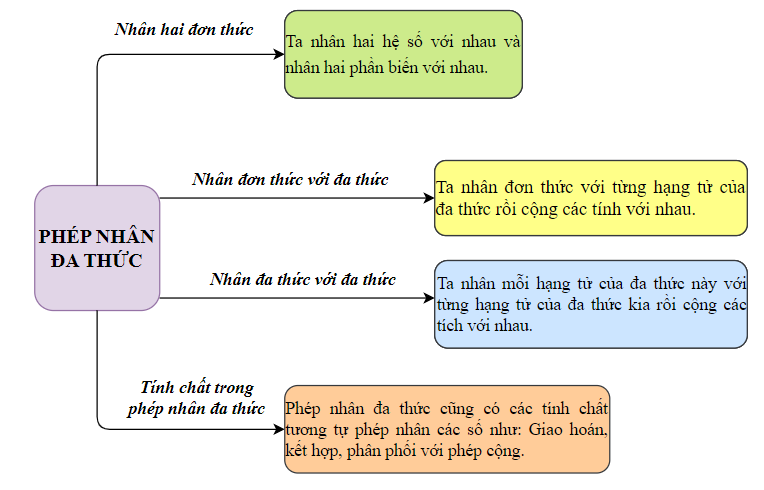 Nhân hai đơn thức
Ta nhân hai hệ số với nhau và
nhân hai phần biến với nhau.
Nhân đơn thức với đa thức
Ta nhân đơn thức với từng hạng tử của
đa thức rồi cộng các tính với nhau.
PHÉP NHÂN
ĐA THỨC
Nhân đa thức với đa thức
Ta nhân mỗi hạng tử của đa thức này với
từng hạng tử của đa thức kia rồi cộng các
tích với nhau.
Tính chất trong
phép nhân đa thức
Phép nhân đa thức cũng có các tính chất
tương tự phép nhân các số như: Giao hoán,
kết hợp, phân phối với phép cộng.